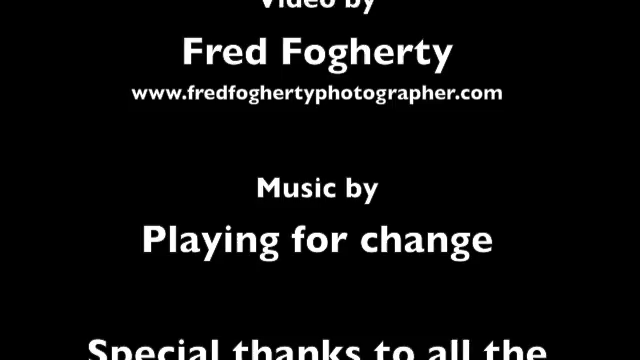 Video by
Fred Fogherty
www.fredfoghertyphotographer.com
Music by
Playing for change
Special thanks to all the